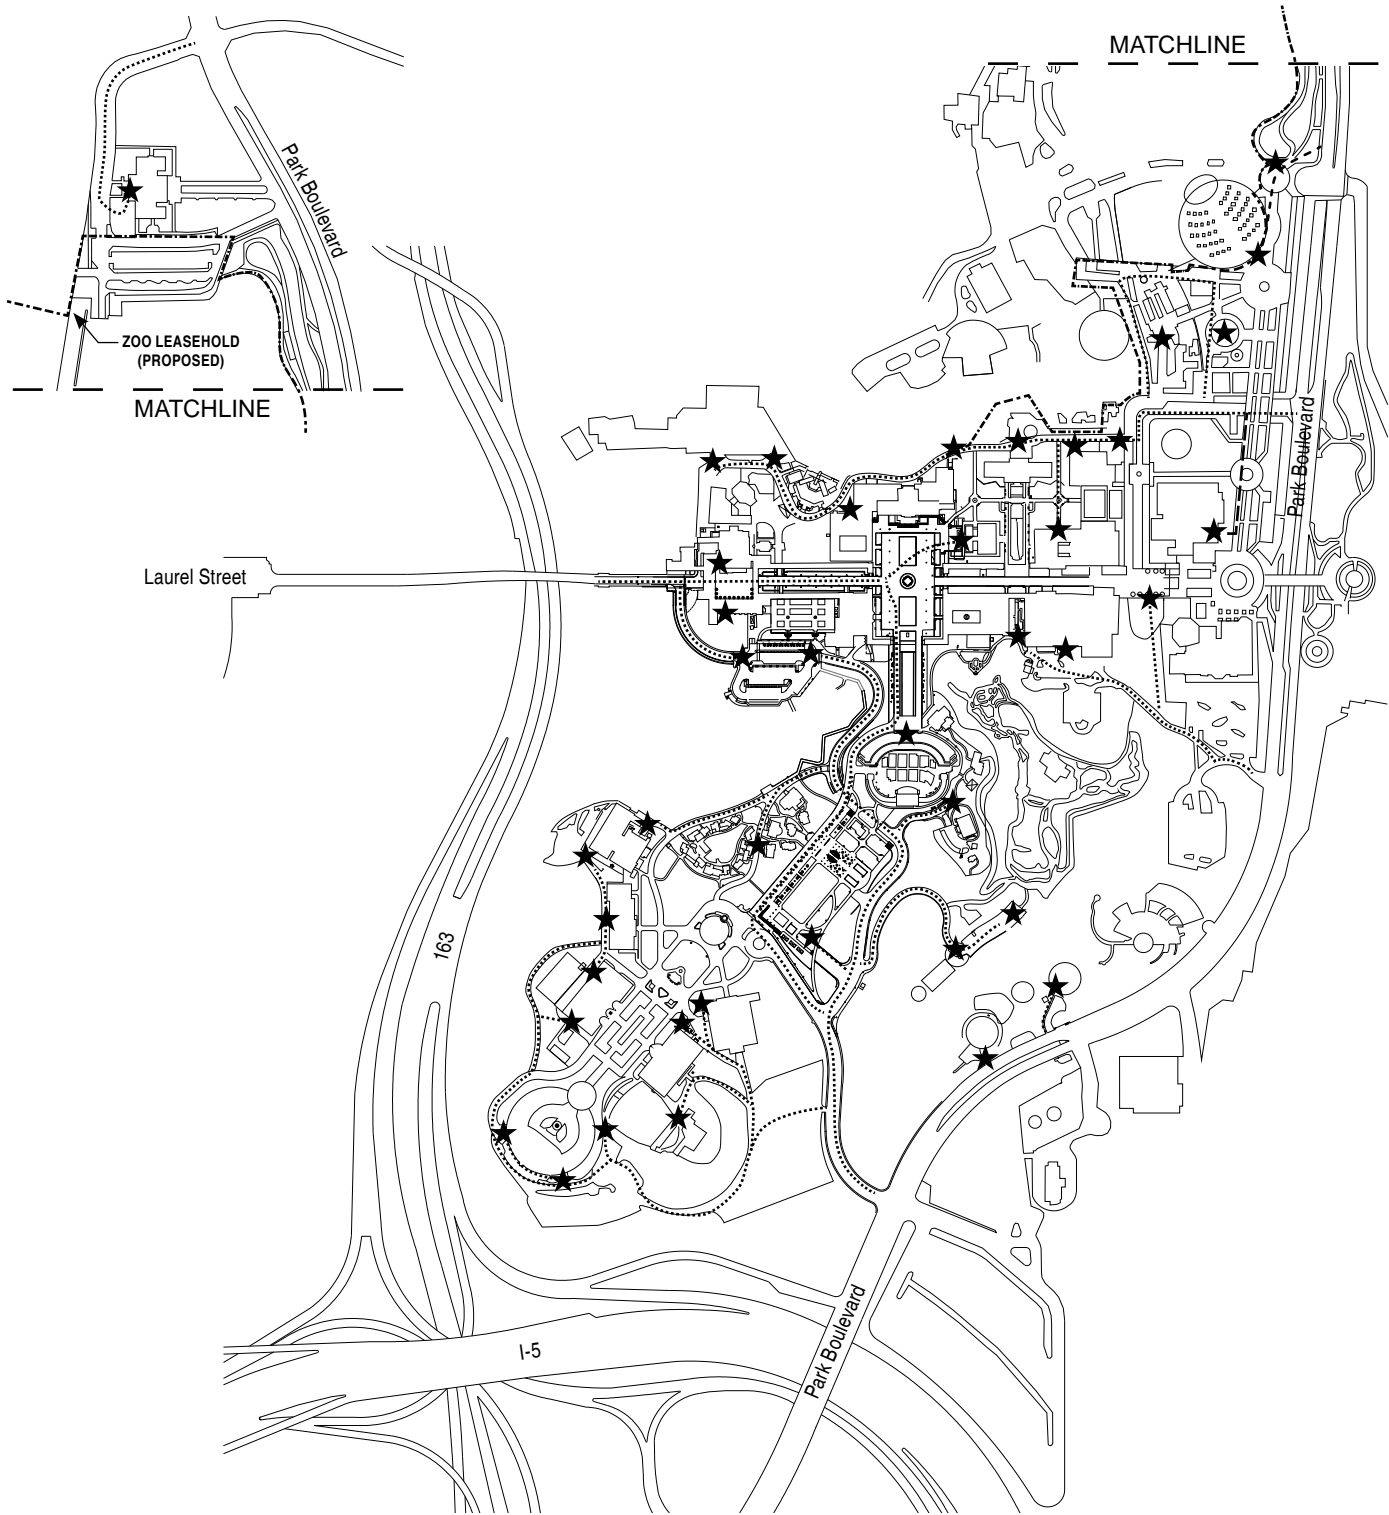 MATCHLINE
Park Boulevard
ZOO LEASEHOLD
(PROPOSED)
MATCHLINE
Park Boulevard
Laurel Street
163
Park Boulevard
I-5